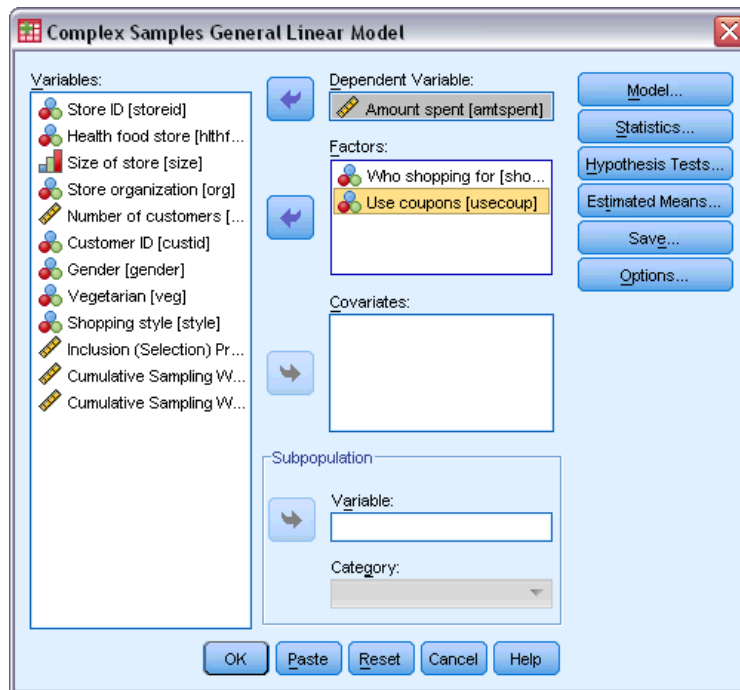 Complex Samples General Linear Model
Variables:
Store ID [storeid]
Health food store [hlthf...
Size of store [size]
Store organization [org]
Number of customers [...
Customer ID [custid]
Gender [gender]
Vegetarian [veg]
Shopping style [style]
Inclusion (Selection) Pr...
Cumulative Sampling W...
Cumulative Sampling W...
Dependent Variable:
Amount spent [amtspent]
Factors:
Who shopping for [sho...
Use coupons [usecoup]
Covariates:
Subpopulation
Variable:
Category:
Model...
Statistics...
Hypothesis Tests...
Estimated Means...
Save...
Options...
OK
Paste
Reset
Cancel
Help